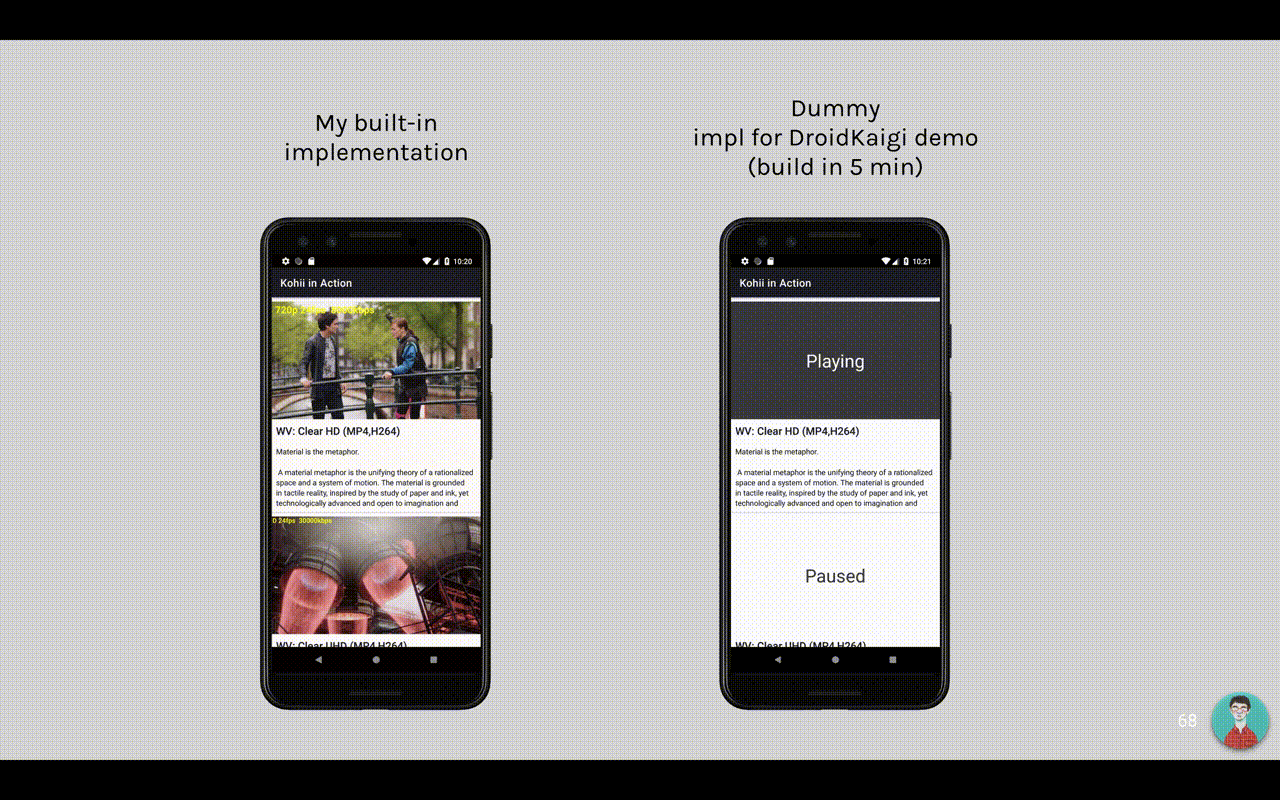 My built-in
implementation
Dummy
impl for DroidKaigi demo
(build in 5 min)
10:20
Kohii in Action
WV: Clear HD (MP4,H264)
Material is the metaphor.
A material metaphor is the unifying theory of a rationalized
space and a system of motion. The material is grounded
in tactile reality, inspired by the study of paper and ink, yet
technologically advanced and open to imagination and
24fps 30000kbps
WV: Clear UHD (MP4,H264)
10:21
Kohii in Action
Playing
WV: Clear HD (MP4,H264)
Material is the metaphor.
A material metaphor is the unifying theory of a rationalized
space and a system of motion. The material is grounded
in tactile reality, inspired by the study of paper and ink, yet
technologically advanced and open to imagination and
Paused
WV: Clear UHD (MP4,H264)
68